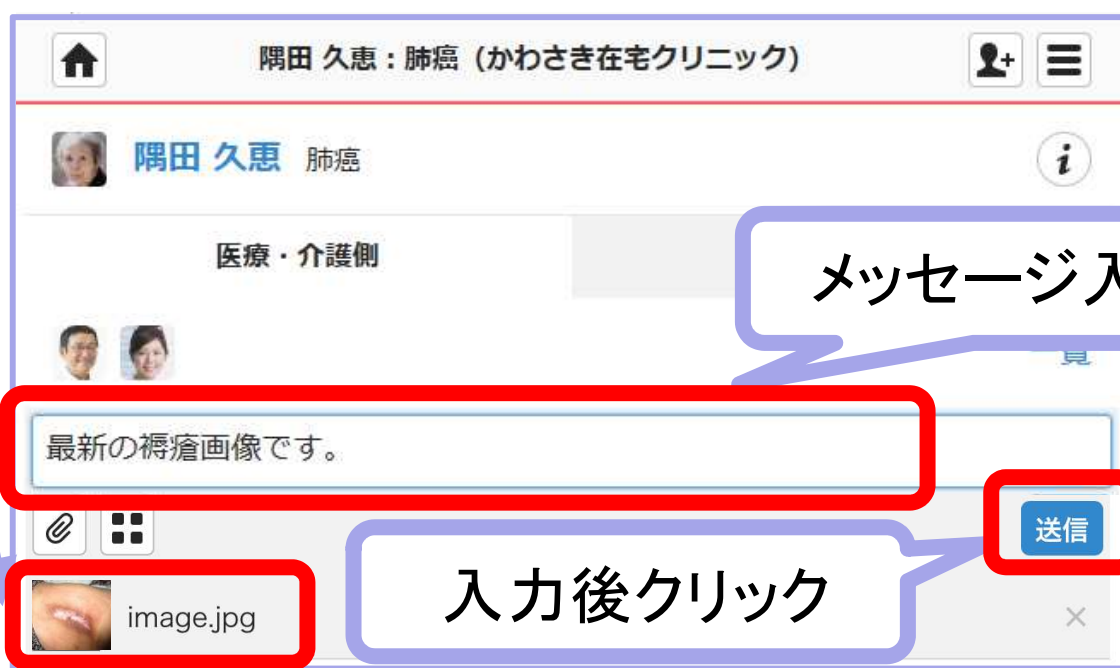 隅田 久恵：肺癌（かわさき在宅クリニック）
隅田 久恵 肺癌
医療・介護側
メッセージ入
覧
最新の褥瘡画像です。
送信
入力後クリック
image.jpg